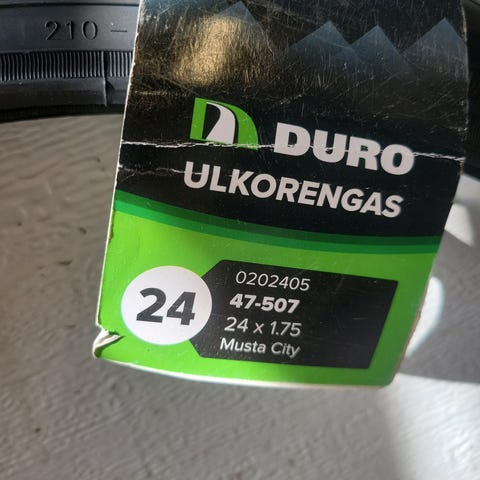 210 -
DURO
ULKORENGAS
24
0202405
47-507
24 x 1.75
Musta City